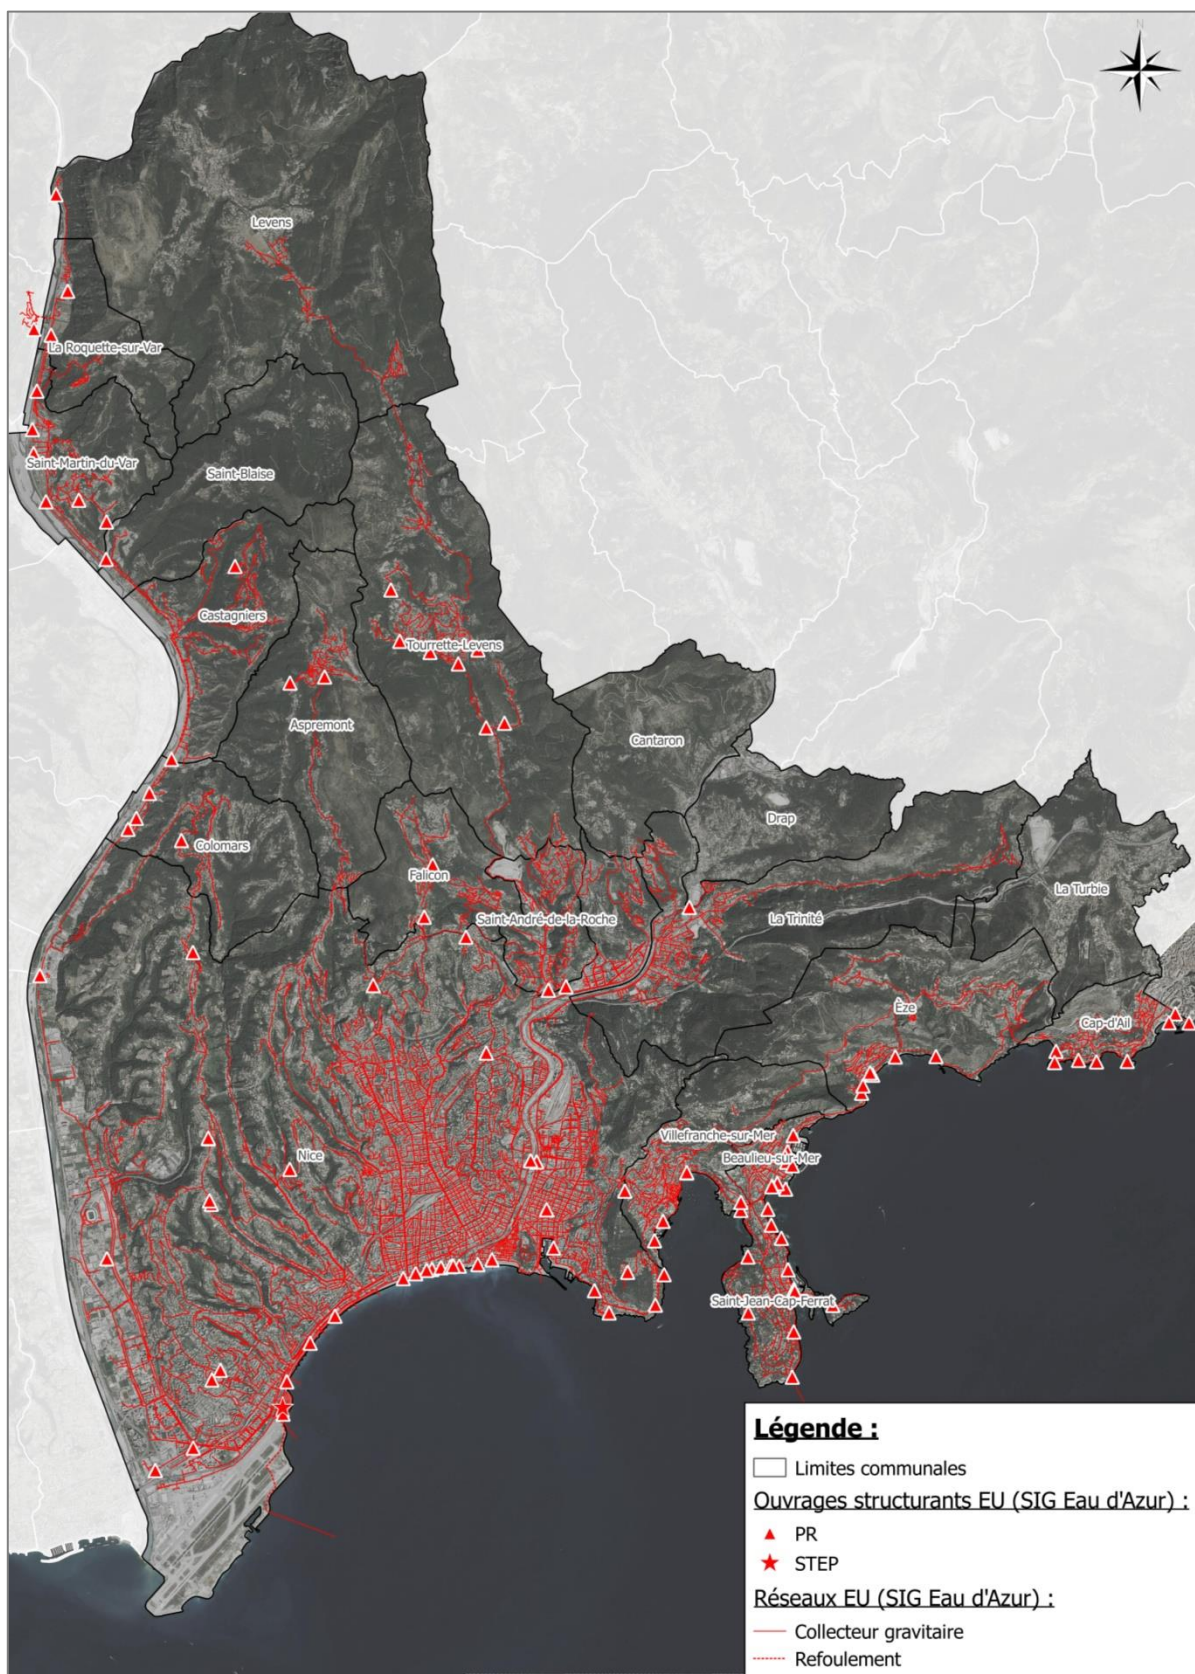 N
Levens
La Roquette-sur-Var
Saint-Martin-du-Var
Saint-Blaise
Castagniers
Tourrette-Levens
Aspremont
Cantaron
Drap
Colomars
Falicon
La Turbie
Saint-André-de-la-Roche
La Trinité
Èze
Cap-d'Ail
Villefranche-sur-Mer
Nice
Beaulieu-sur-Mer
Saint-Jean-Cap-Ferrat
Légende :
Limites communales
Ouvrages structurants EU (SIG Eau d'Azur) :
PR
STEP
Réseaux EU (SIG Eau d'Azur) :
Collecteur gravitaire
Refoulement